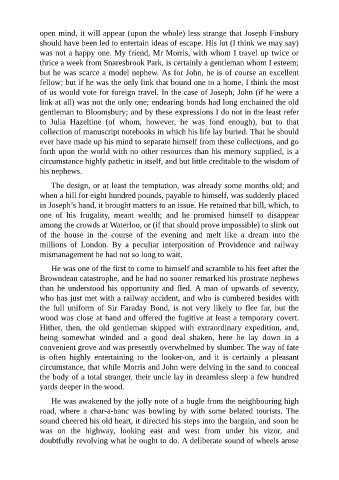 open mind, it will appear (upon the whole) less strange that Joseph Finsbury
should have been led to entertain ideas of escape. His lot (I think we may say)
was not a happy one. My friend, Mr Morris, with whom I travel up twice or
thrice a week from Snaresbrook Park, is certainly a gentleman whom I esteem;
but he was scarce a model nephew. As for John, he is of course an excellent
fellow; but if he was the only link that bound one to a home, I think the most
of us would vote for foreign travel. In the case of Joseph, John (if he were a
link at all) was not the only one; endearing bonds had long enchained the old
gentleman to Bloomsbury; and by these expressions I do not in the least refer
to Julia Hazeltine (of whom, however, he was fond enough), but to that
collection of manuscript notebooks in which his life lay buried. That he should
ever have made up his mind to separate himself from these collections, and go
forth upon the world with no other resources than his memory supplied, is a
circumstance highly pathetic in itself, and but little creditable to the wisdom of
his nephews.
The design, or at least the temptation, was already some months old; and
when a bill for eight hundred pounds, payable to himself, was suddenly placed
in Joseph's hand, it brought matters to an issue. He retained that bill, which, to
one of his frugality, meant wealth; and he promised himself to disappear
among the crowds at Waterloo, or (if that should prove impossible) to slink out
of the house in the course of the evening and melt like a dream into the
millions of London. By a peculiar interposition of Providence and railway
mismanagement he had not so long to wait.
He was one of the first to come to himself and scramble to his feet after the
Browndean catastrophe, and he had no sooner remarked his prostrate nephews
than he understood his opportunity and fled. A man of upwards of seventy,
who has just met with a railway accident, and who is cumbered besides with
the full uniform of Sir Faraday Bond, is not very likely to flee far, but the
wood was close at hand and offered the fugitive at least a temporary covert.
Hither, then, the old gentleman skipped with extraordinary expedition, and,
being somewhat winded and a good deal shaken, here he lay down in a
convenient grove and was presently overwhelmed by slumber. The way of fate
is often highly entertaining to the looker-on, and it is certainly a pleasant
circumstance, that while Morris and John were delving in the sand to conceal
the body of a total stranger, their uncle lay in dreamless sleep a few hundred
yards deeper in the wood.
He was awakened by the jolly note of a bugle from the neighbouring high
road, where a char-a-banc was bowling by with some belated tourists. The
sound cheered his old heart, it directed his steps into the bargain, and soon he
was on the highway, looking east and west from under his vizor, and
doubtfully revolving what he ought to do. A deliberate sound of wheels arose